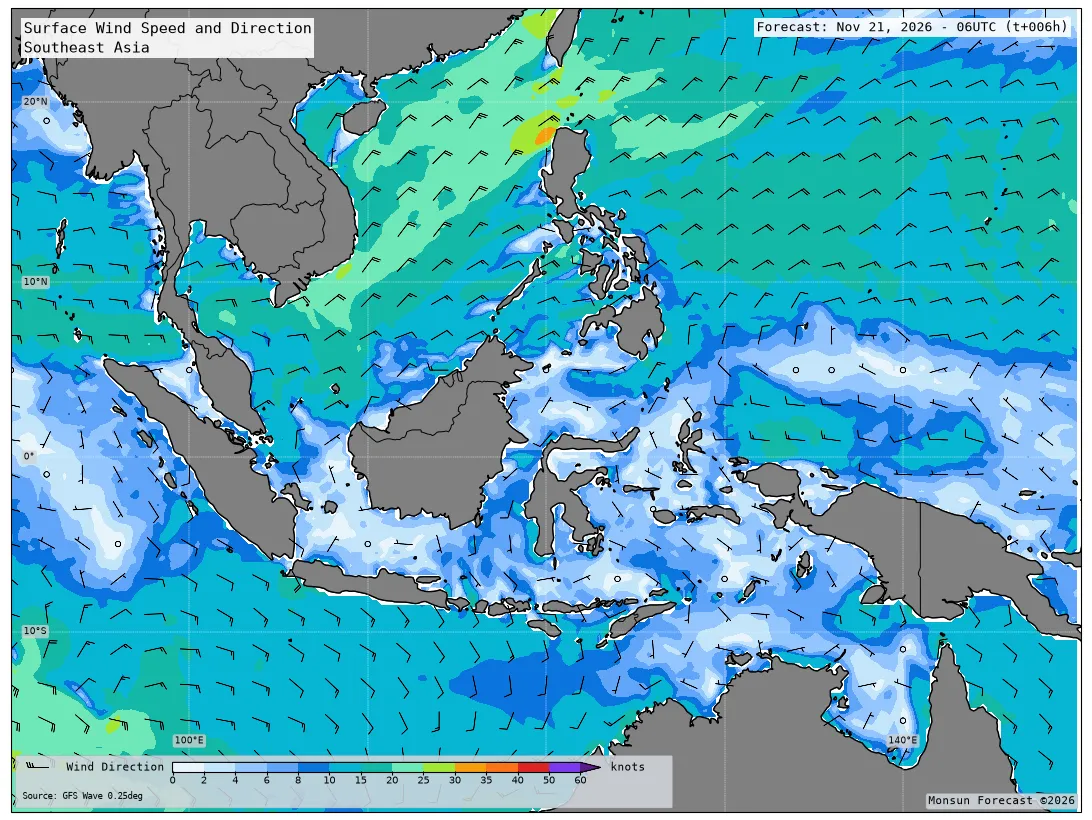 Surface Wind Speed and Direction
Southeast Asia
Forecast: Nov 21, 2026 - 06UTC (t+006h)
20°N
10°N
0°
10°S
100°E
140°E
Wind Direction
0 2 4 6 8 10 15 20 25 30 35 40 50 60
knots
Source: GFS Wave 0.25deg
Monsun Forecast ©2026